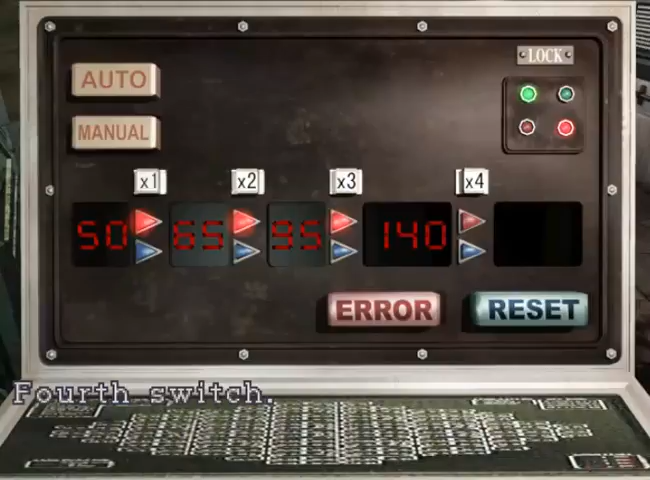 LOCK
AUTO
MANUAL
x1 x2 x3 x4
50 65 95 140
ERROR RESET
Fourth switch.